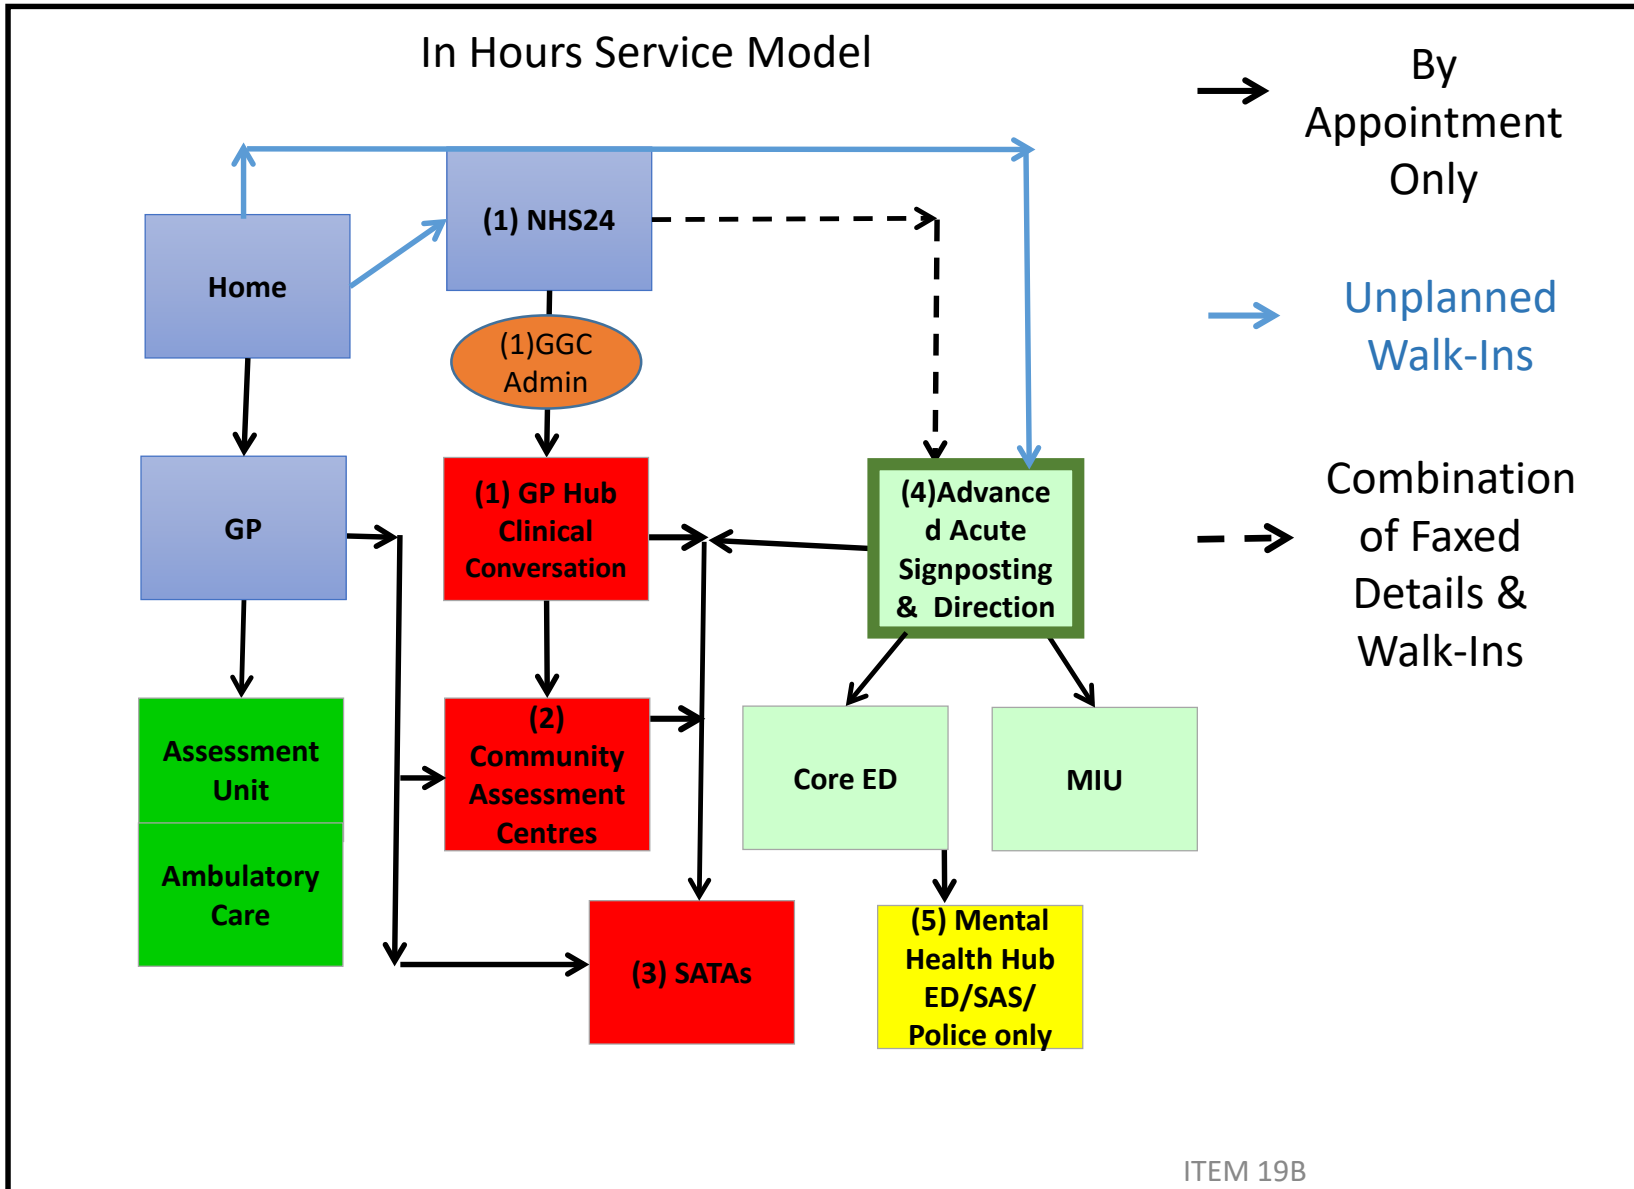 In Hours Service Model
By
Appointment
Only
(1) NHS24
Home
Unplanned
Walk-Ins
(1)GGC
Admin
Combination
of Faxed
Details &
Walk-Ins
GP
(1) GP Hub
Clinical
Conversation
(4)Advance
d Acute
Signposting
& Direction
Assessment
Unit
Ambulatory
Care
(2)
Community
Assessment
Centres
Core ED
MIU
(3) SATAs
(5) Mental
Health Hub
ED/SAS/
Police only
ITEM 19B